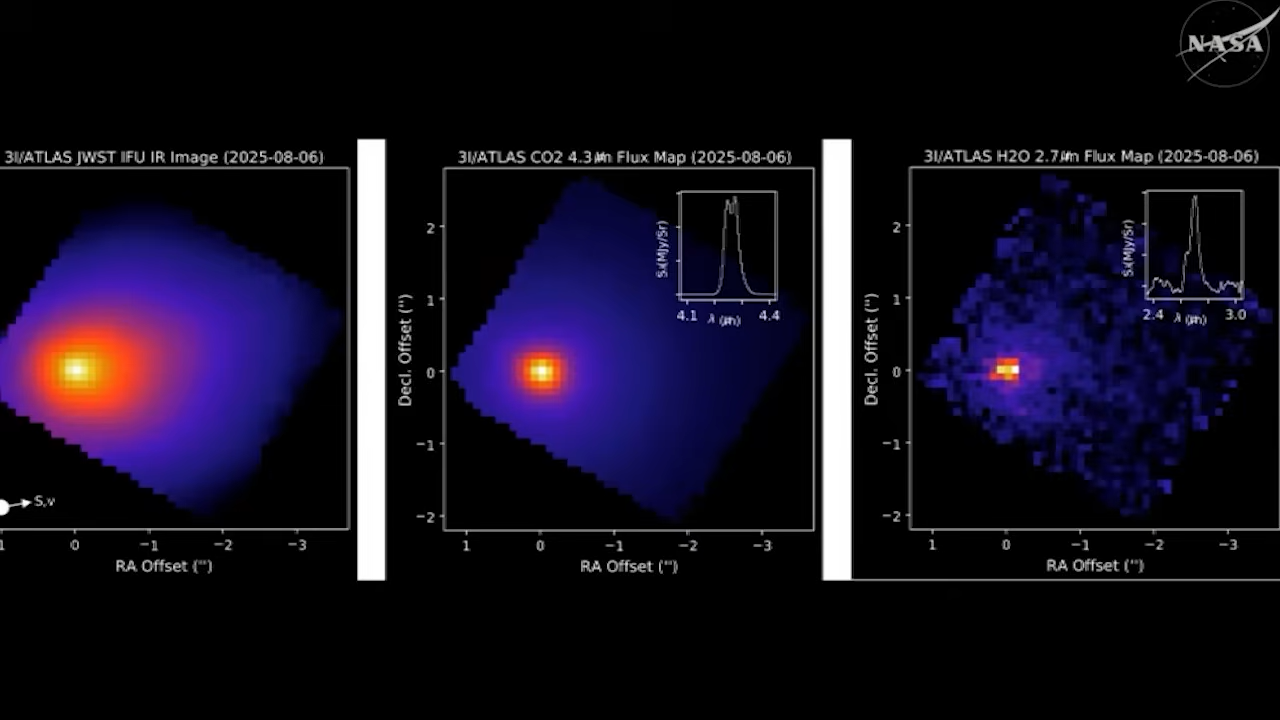 NASA
3I/ATLAS JWST IFU IR Image (2025-08-06)
S,v
1 0 −1 −2 −3
RA Offset (")
3I/ATLAS CO2 4.3μm Flux Map (2025-08-06)
2
1
0
−1
−2
Decl. Offset (")
Sλ(MJy/Sr)
4.1 λ (μm) 4.4
1 0 −1 −2 −3
RA Offset (")
3I/ATLAS H2O 2.7μm Flux Map (2025-08-06)
2
1
0
−1
−2
Decl. Offset (")
Sλ(MJy/Sr)
2.4 λ (μm) 3.0
1 0 −1 −2 −3
RA Offset (")